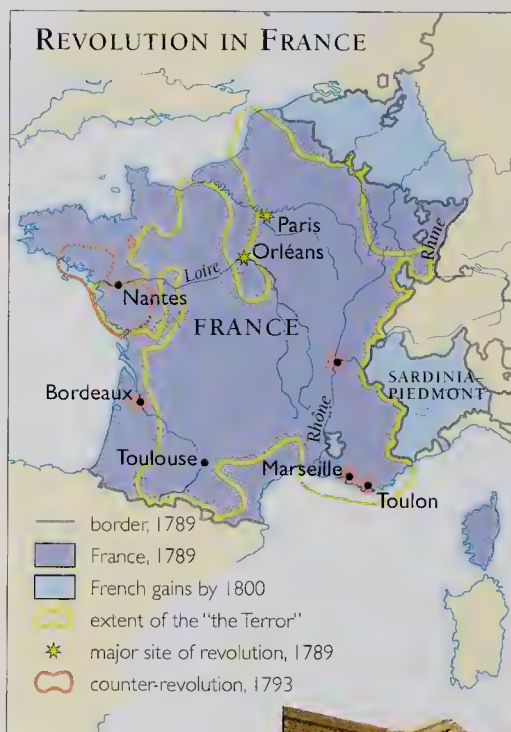 REVOLUTION IN FRANCE
Paris
Orléans
Rhine
Loire
Nantes
FRANCE
SARDINIA-
PIEDMONT
Bordeaux
Rhône
Toulouse
Marseille
Toulon
border, 1789
France, 1789
French gains by 1800
extent of the "the Terror"
major site of revolution, 1789
counter-revolution, 1793